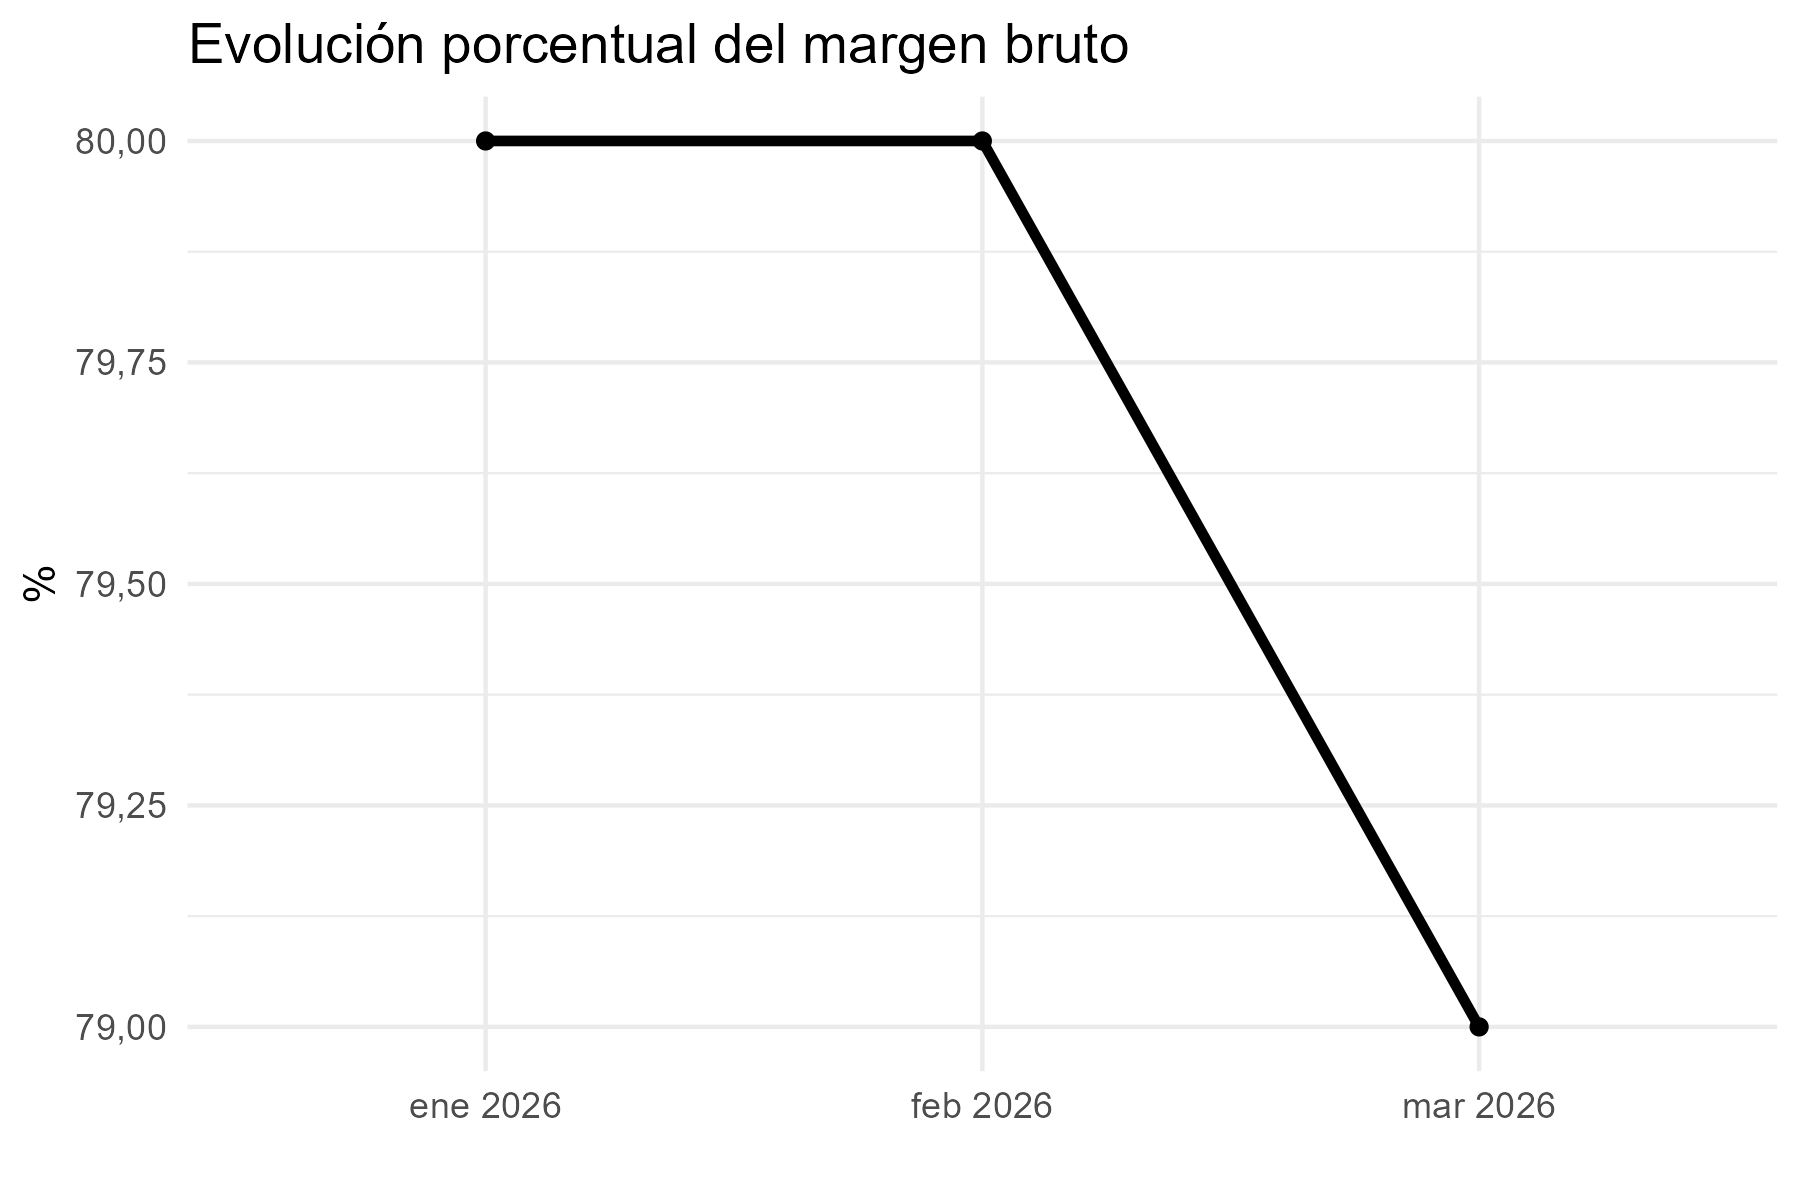 Evolución porcentual del margen bruto
80,00
79,75
79,50
79,25
79,00
%
ene 2026
feb 2026
mar 2026